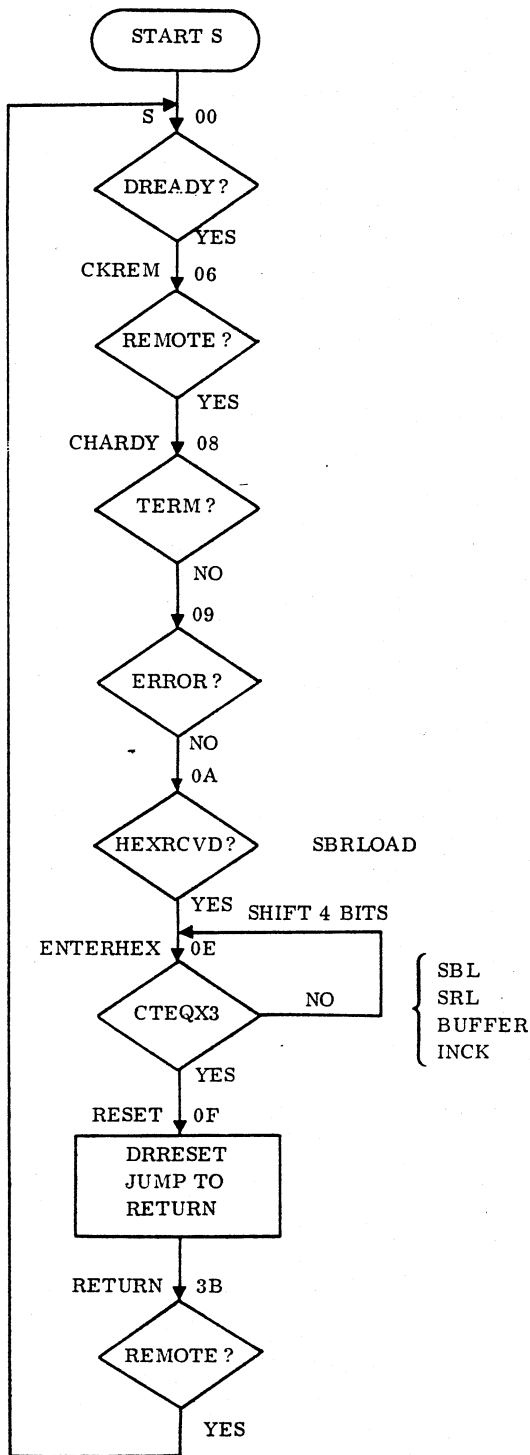 START S
S 00
DREADY?
YES
CKREM 06
REMOTE?
YES
CHARDY 08
TERM?
NO
09
ERROR?
NO
0A
HEXRCVD? SBRLOAD
YES
SHIFT 4 BITS
ENTERHEX 0E
CTEQX3
NO
SBL
SRL
BUFFER
INCK
YES
RESET 0F
DRRESET
JUMP TO
RETURN
RETURN 3B
REMOTE?
YES